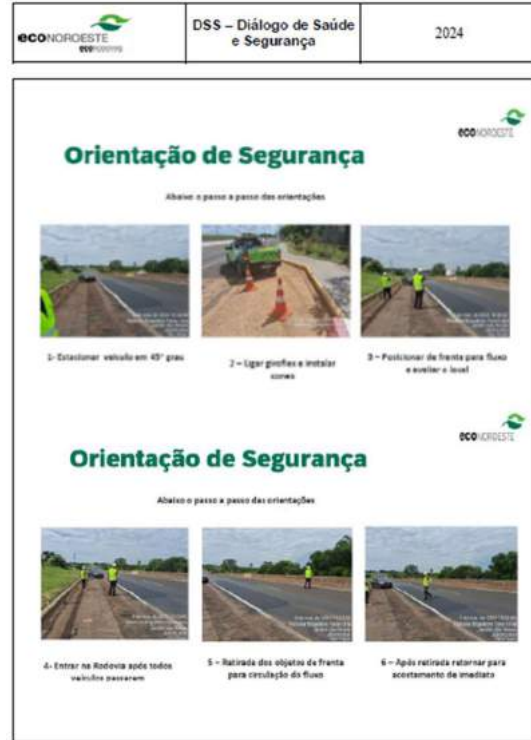 ECONOROESTE
DSS – Diálogo de Saúde
e Segurança
2024
ECONOROESTE
Orientação de Segurança
Abaixo o passo a passo das orientações
1- Estacionar veículo em 45° grau
2 – Ligar giroflex e instalar
cones
3 – Posicionar de frente para fluxo
e avaliar o local
ECONOROESTE
Orientação de Segurança
Abaixo o passo a passo das orientações
4- Entrar na Rodovia após todos
veículos passarem
5 – Retirada dos objetos de frente
para circulação do fluxo
6 – Após retirada retornar para
acostamento de imediato